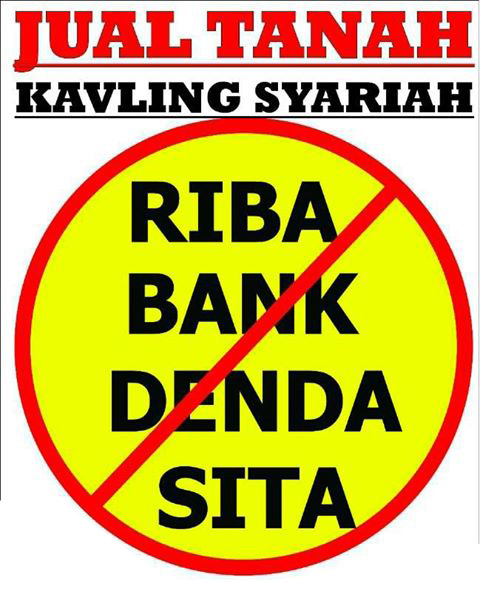 JUAL TANAH
KAVLING SYARIAH
RIBA
BANK
DENDA
SITA